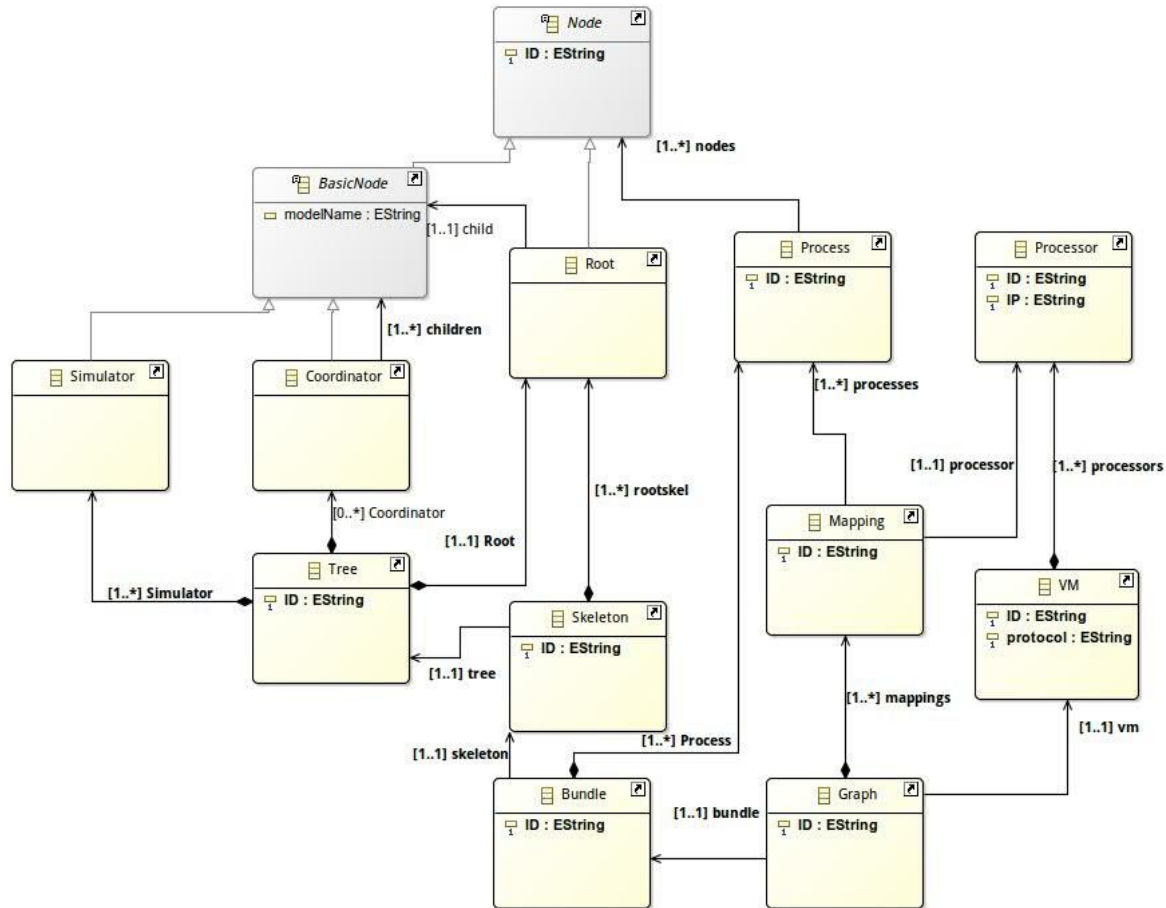 Node
ID : EString
[1..*] nodes
BasicNode
modelName : EString
[1..1] child
Root
Process
ID : EString
Processor
ID : EString
IP : EString
[1..*] children
Simulator
Coordinator
[1..*] processes
[1..1] processor
[1..*] processors
[1..*] rootskel
[0..*] Coordinator
[1..1] Root
Mapping
ID : EString
Tree
ID : EString
[1..*] Simulator
VM
ID : EString
protocol : EString
Skeleton
ID : EString
[1..1] tree
[1..*] mappings
[1..1] vm
[1..*] Process
[1..1] skeleton
Bundle
ID : EString
[1..1] bundle
Graph
ID : EString